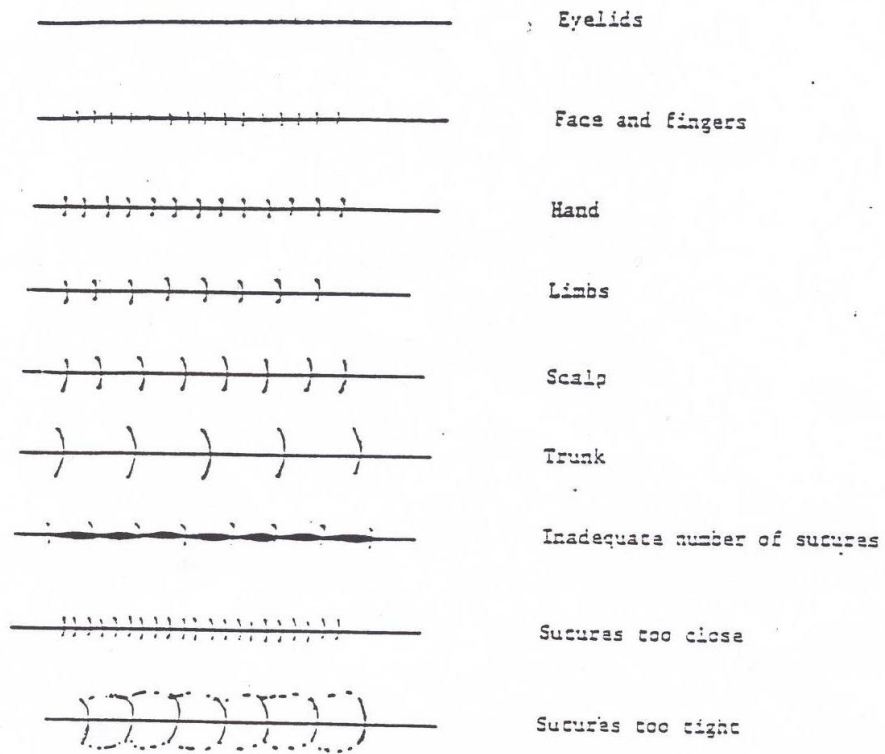 Eyelids
Face and fingers
Hand
Limbs
Scalp
Trunk
Inadequate number of sutures
Sutures too close
Sutures too tight